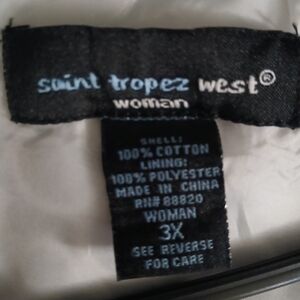 saint tropez west®
woman
SHELL:
100% COTTON
LINING:
100% POLYESTER
MADE IN CHINA
RN# 88820
WOMAN
3X
SEE REVERSE
FOR CARE